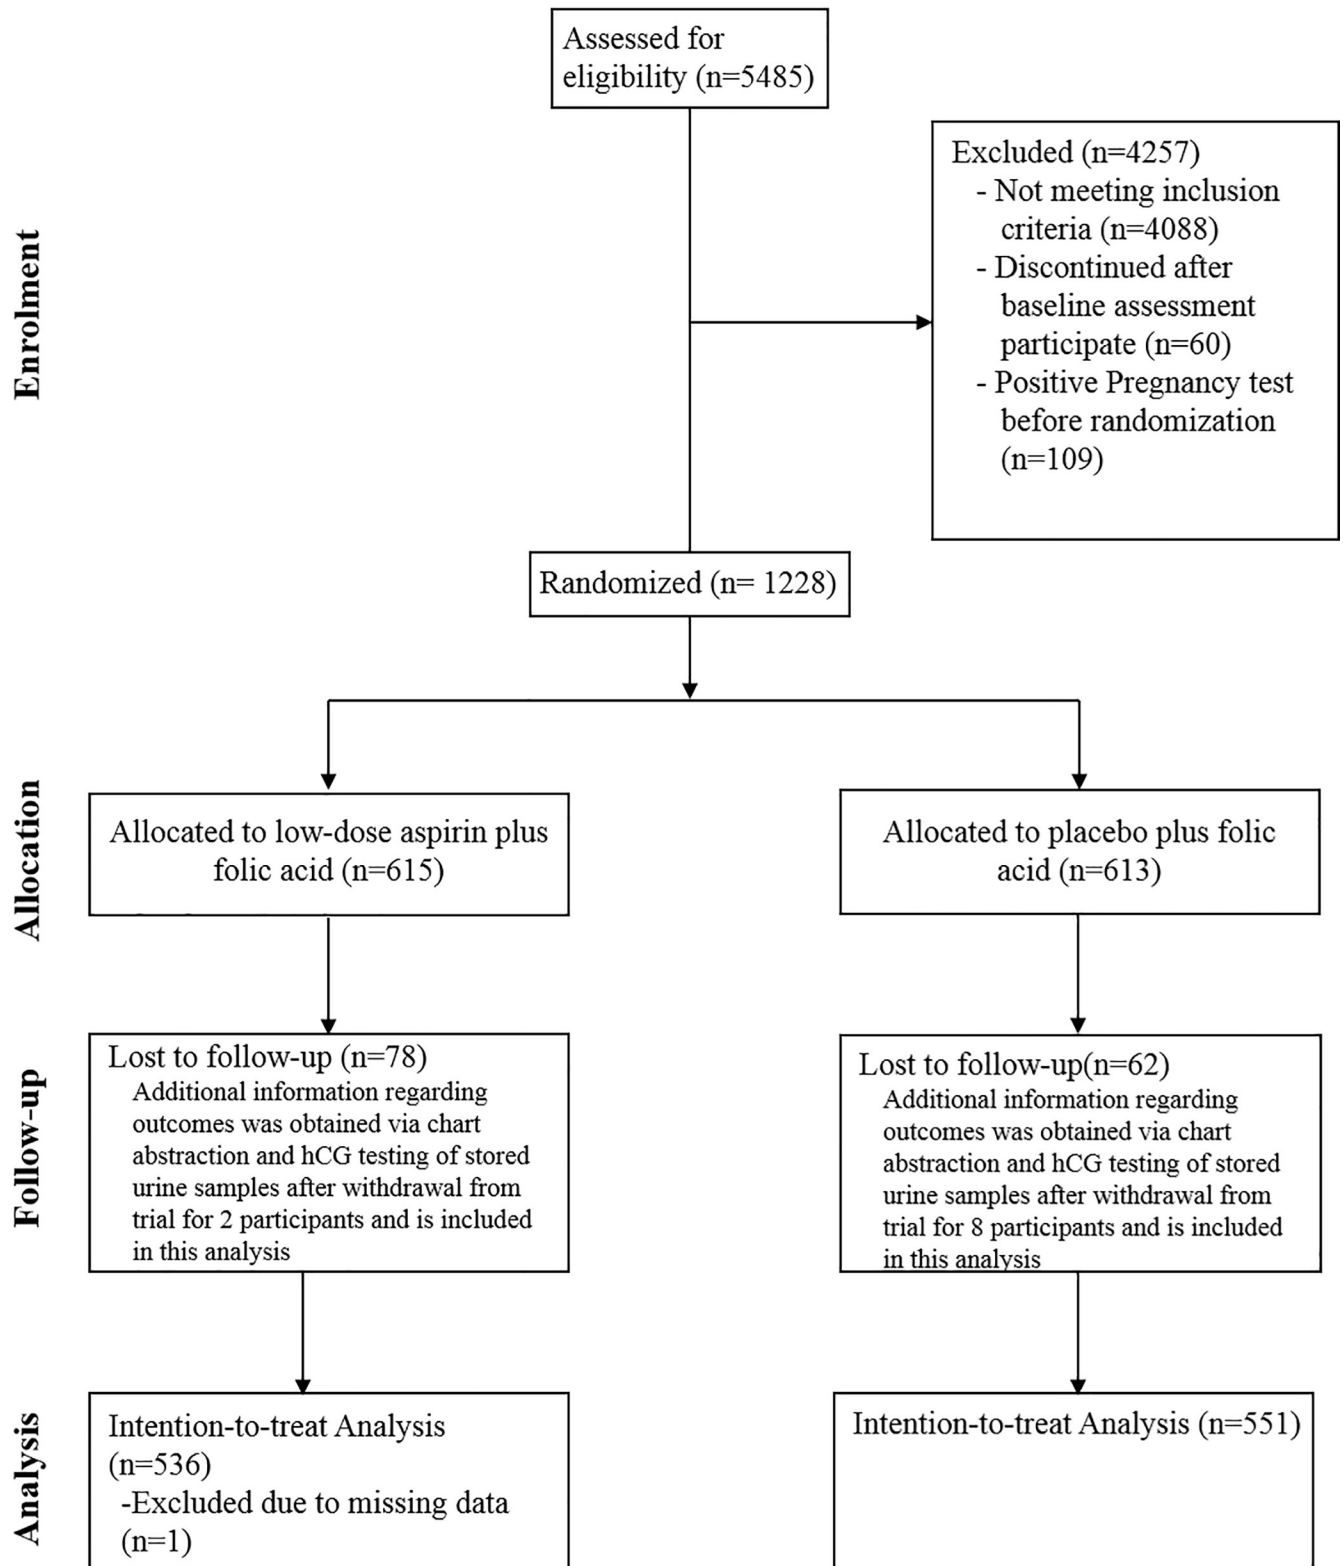 Assessed for
eligibility (n=5485)
Enrolment
Excluded (n=4257)
- Not meeting inclusion
criteria (n=4088)
- Discontinued after
baseline assessment
participate (n=60)
- Positive Pregnancy test
before randomization
(n=109)
Randomized (n= 1228)
Allocation
Allocated to low-dose aspirin plus
folic acid (n=615)
Allocated to placebo plus folic
acid (n=613)
Follow-up
Lost to follow-up (n=78)
Additional information regarding
outcomes was obtained via chart
abstraction and hCG testing of stored
urine samples after withdrawal from
trial for 2 participants and is included
in this analysis
Lost to follow-up(n=62)
Additional information regarding
outcomes was obtained via chart
abstraction and hCG testing of stored
urine samples after withdrawal from
trial for 8 participants and is included
in this analysis
Analysis
Intention-to-treat Analysis
(n=536)
-Excluded due to missing data
(n=1)
Intention-to-treat Analysis (n=551)